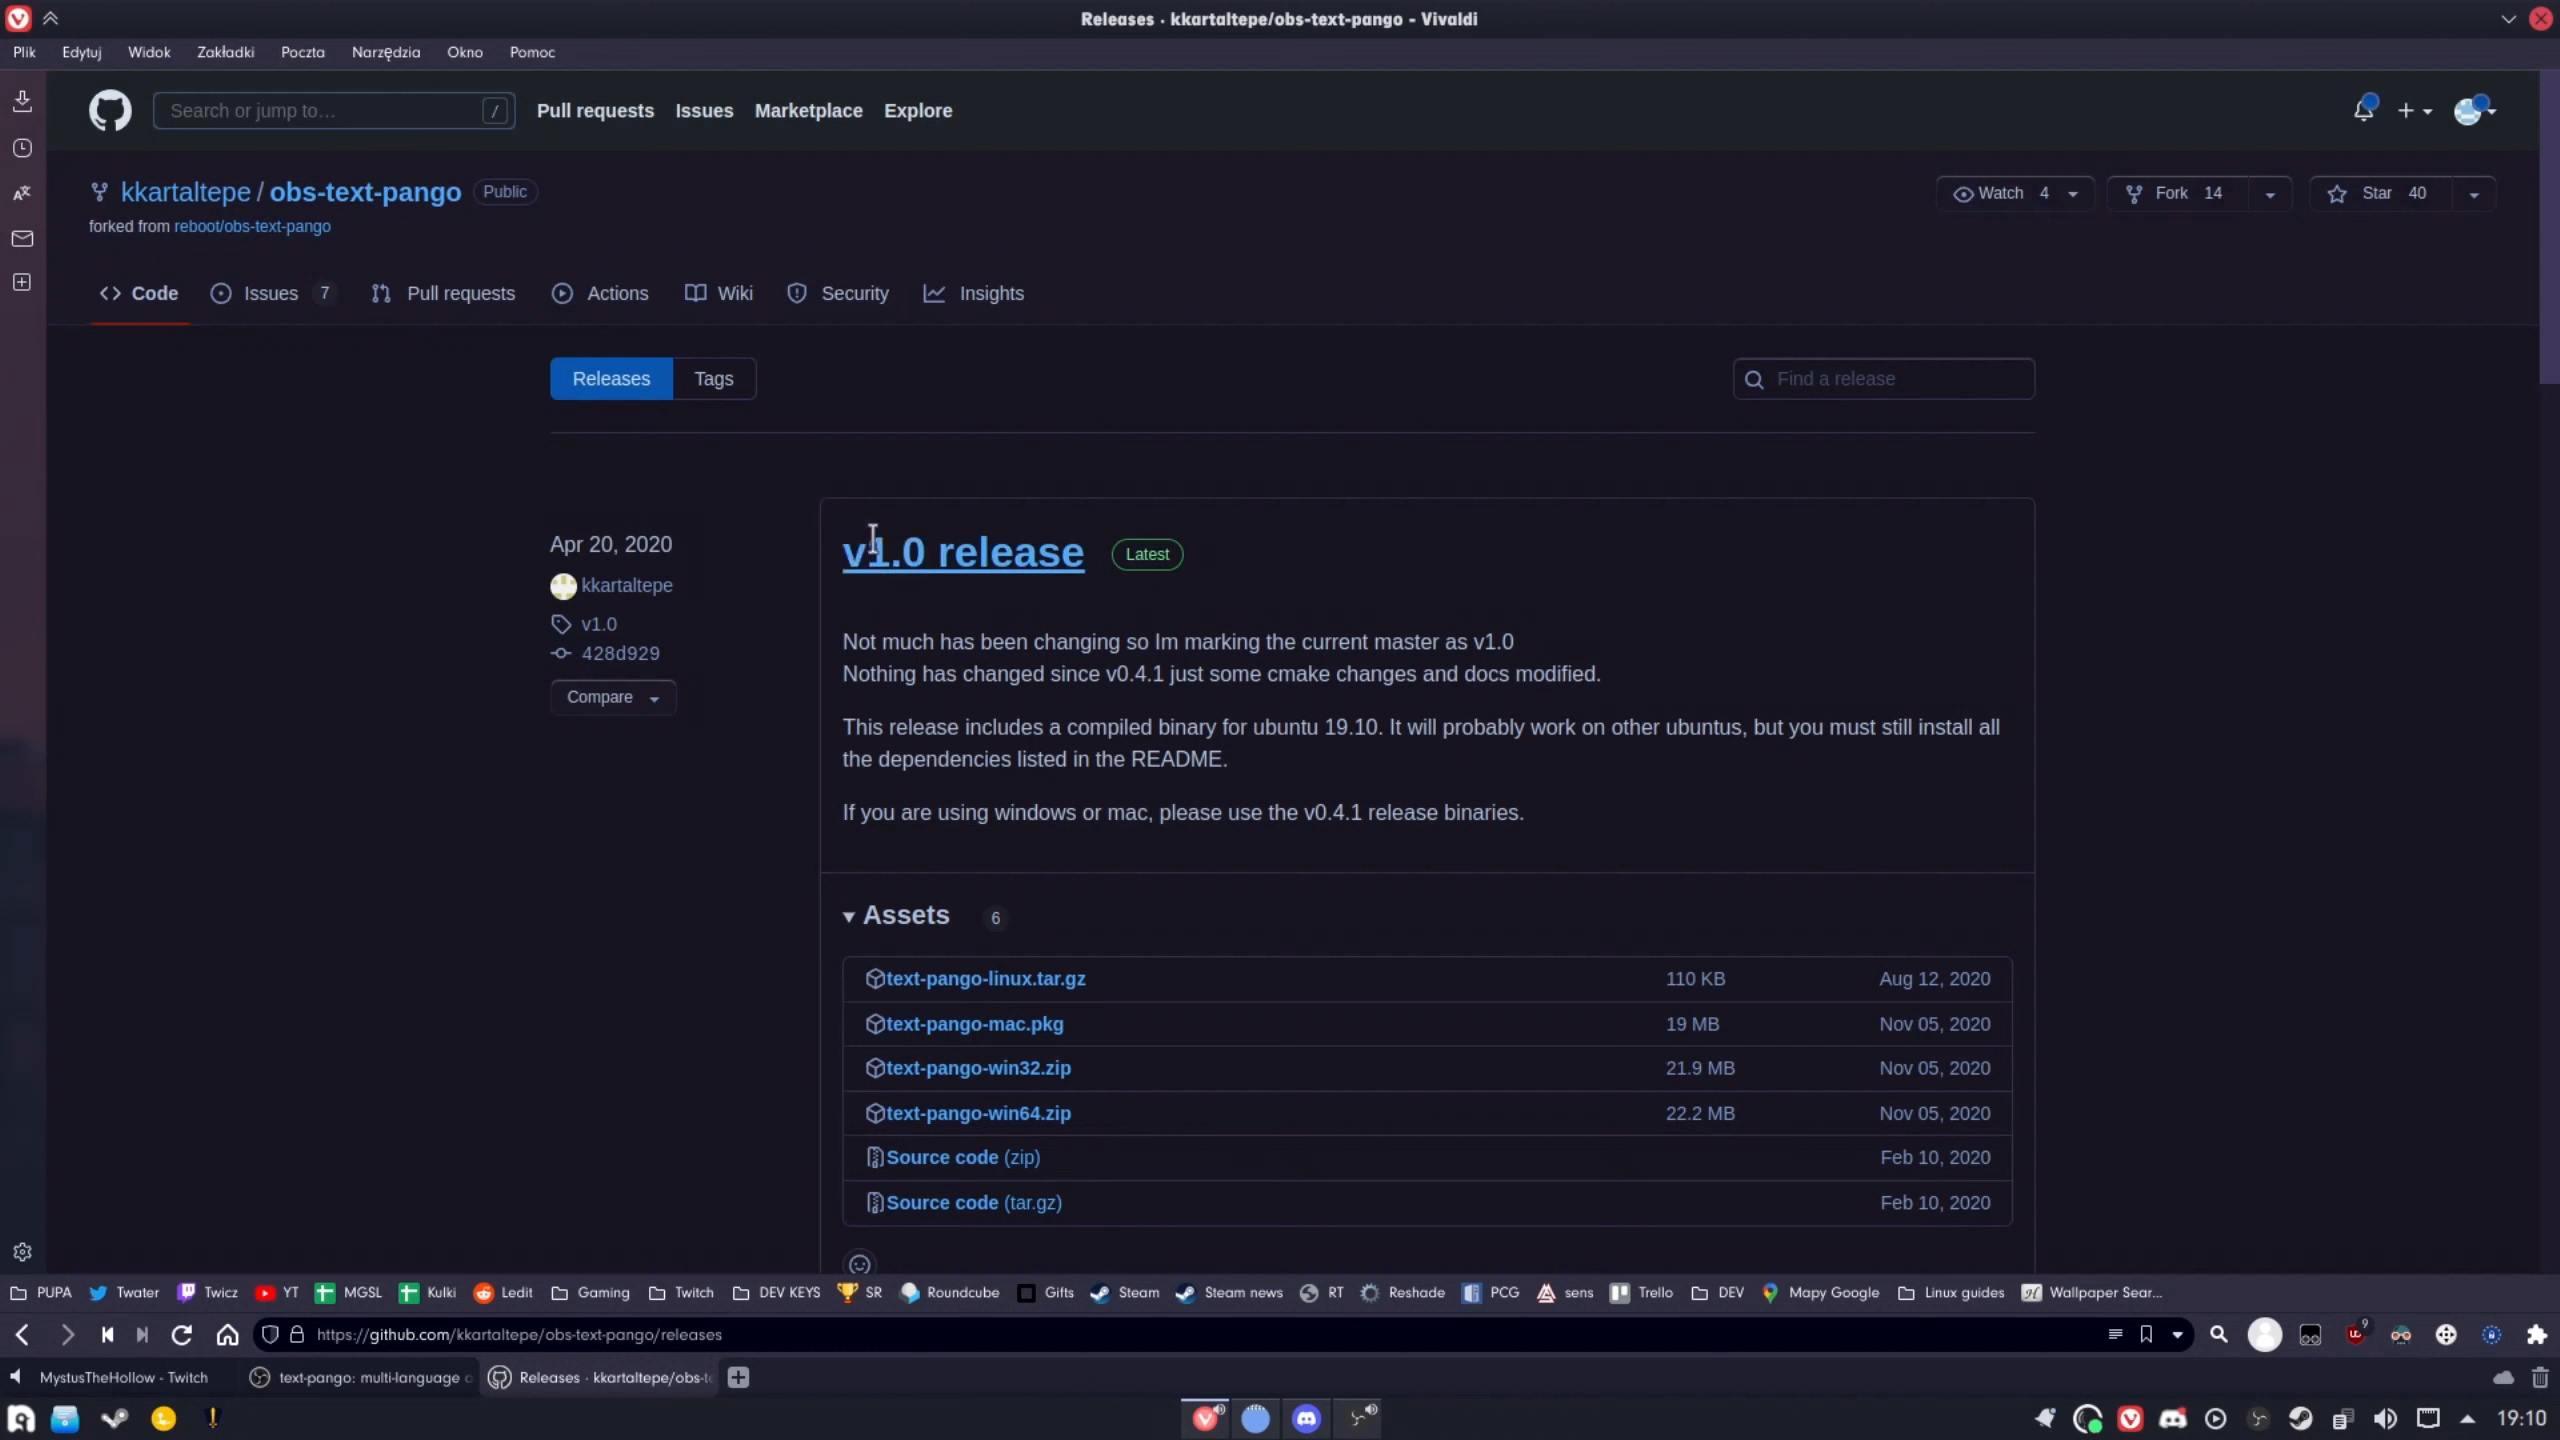 Releases · kkartaltepe/obs-text-pango - Vivaldi
Plik Edytuj Widok Zakładki Poczta Narzędzia Okno Pomoc
Search or jump to… / Pull requests Issues Marketplace Explore
kkartaltepe / obs-text-pango Public Watch 4 Fork 14 Star 40
forked from reboot/obs-text-pango
Code Issues 7 Pull requests Actions Wiki Security Insights
Releases Tags Find a release
Apr 20, 2020
kkartaltepe
v1.0
428d929
Compare
v1.0 release Latest
Not much has been changing so Im marking the current master as v1.0
Nothing has changed since v0.4.1 just some cmake changes and docs modified.
This release includes a compiled binary for ubuntu 19.10. It will probably work on other ubuntus, but you must still install all
the dependencies listed in the README.
If you are using windows or mac, please use the v0.4.1 release binaries.
Assets 6
text-pango-linux.tar.gz 110 KB Aug 12, 2020
text-pango-mac.pkg 19 MB Nov 05, 2020
text-pango-win32.zip 21.9 MB Nov 05, 2020
text-pango-win64.zip 22.2 MB Nov 05, 2020
Source code (zip) Feb 10, 2020
Source code (tar.gz) Feb 10, 2020
PUPA Twater Twicz YT MGSL Kulki Ledit Gaming Twitch DEV KEYS SR Roundcube Gifts Steam Steam news RT Reshade PCG sens Trello DEV Mapy Google Linux guides Wallpaper Sear...
https://github.com/kkartaltepe/obs-text-pango/releases 9
MystusTheHollow - Twitch text-pango: multi-language Releases · kkartaltepe/obs-t
19:10